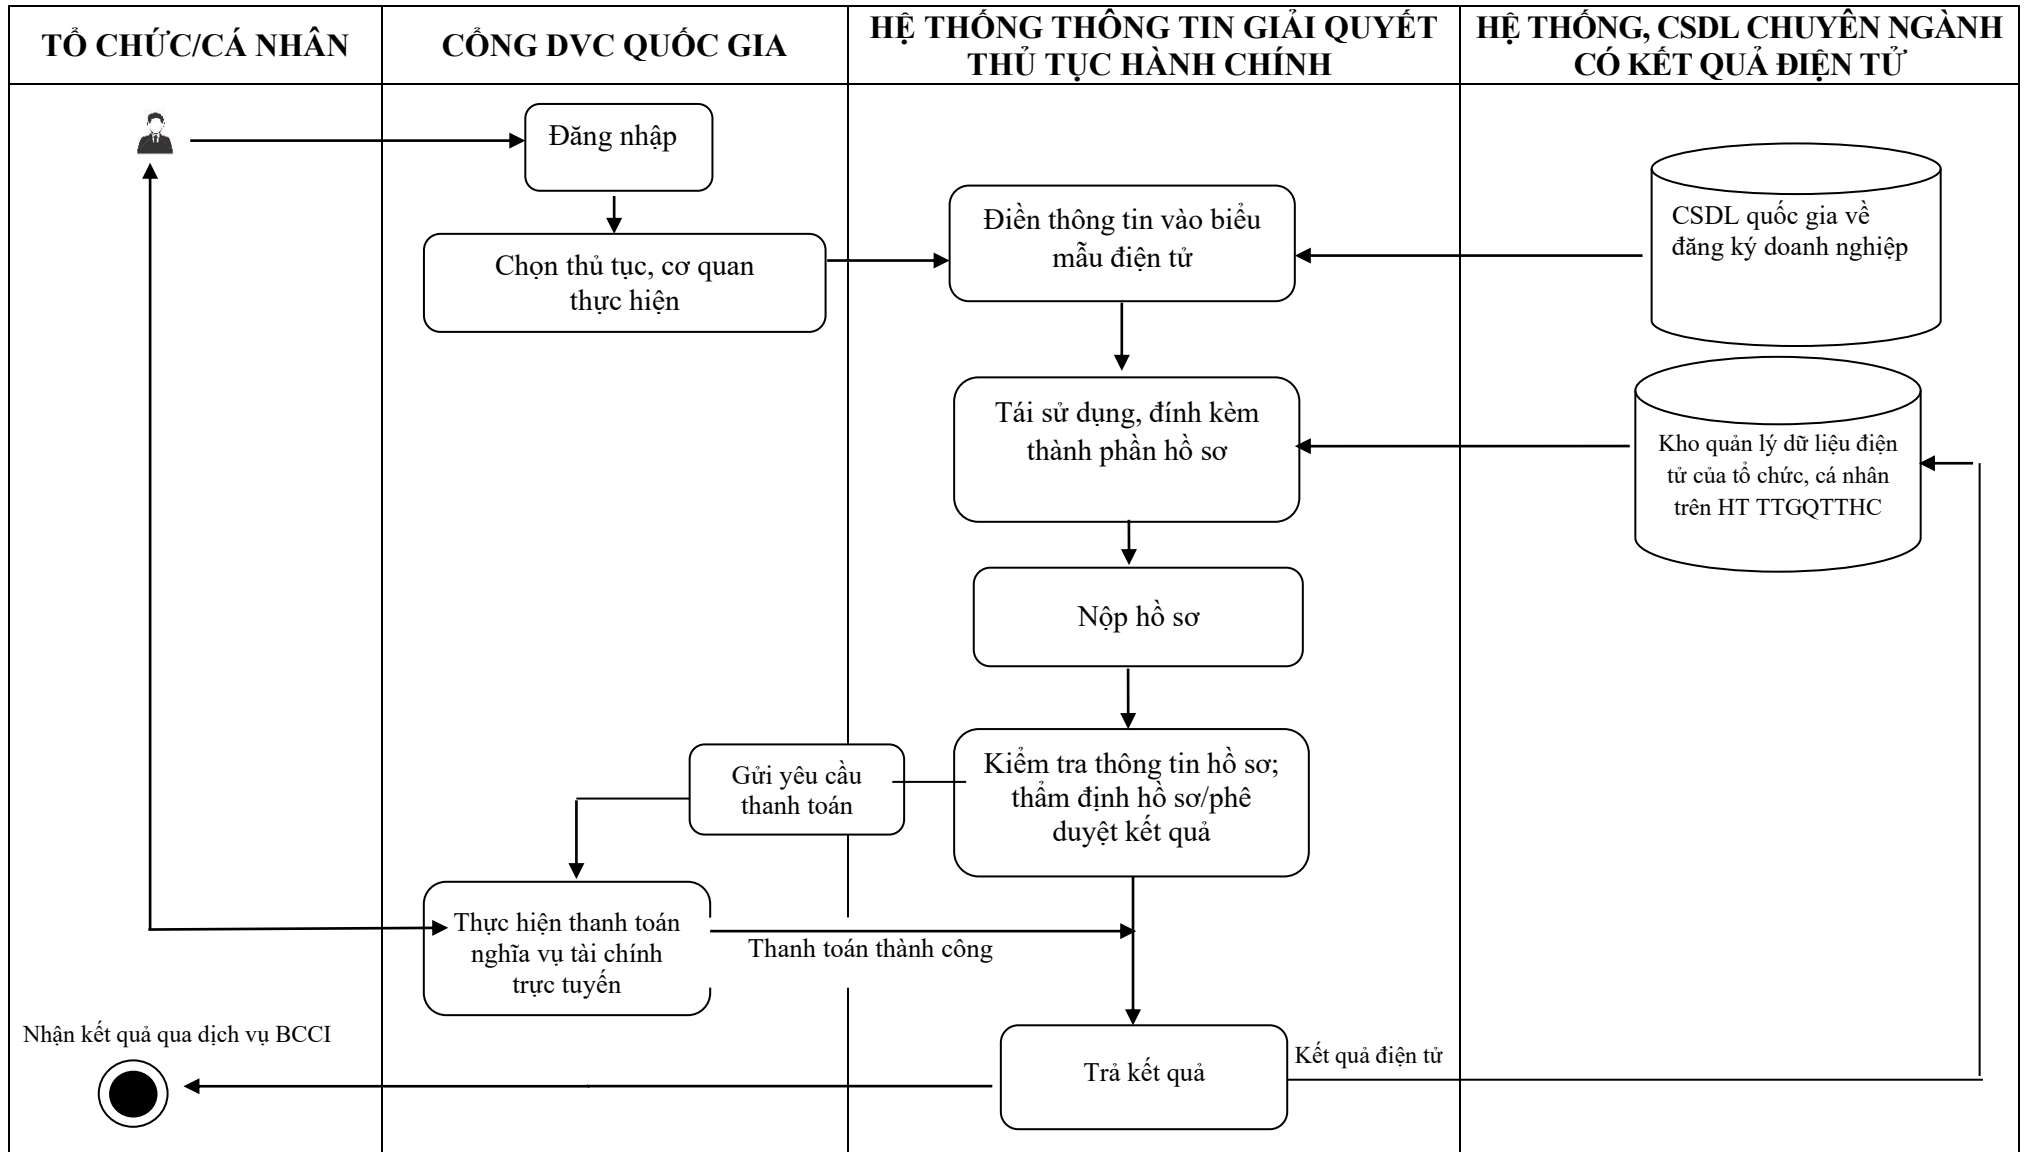 TỔ CHỨC/CÁ NHÂN
CỔNG DVC QUỐC GIA
HỆ THỐNG THÔNG TIN GIẢI QUYẾT
THỦ TỤC HÀNH CHÍNH
HỆ THỐNG, CSDL CHUYÊN NGÀNH
CÓ KẾT QUẢ ĐIỆN TỬ
Đăng nhập
Chọn thủ tục, cơ quan
thực hiện
Điền thông tin vào biểu
mẫu điện tử
CSDL quốc gia về
đăng ký doanh nghiệp
Tái sử dụng, đính kèm
thành phần hồ sơ
Kho quản lý dữ liệu điện
tử của tổ chức, cá nhân
trên HT TTGQTTHC
Nộp hồ sơ
Kiểm tra thông tin hồ sơ;
thẩm định hồ sơ/phê
duyệt kết quả
Gửi yêu cầu
thanh toán
Thực hiện thanh toán
nghĩa vụ tài chính
trực tuyến
Thanh toán thành công
Nhận kết quả qua dịch vụ BCCI
Trả kết quả
Kết quả điện tử